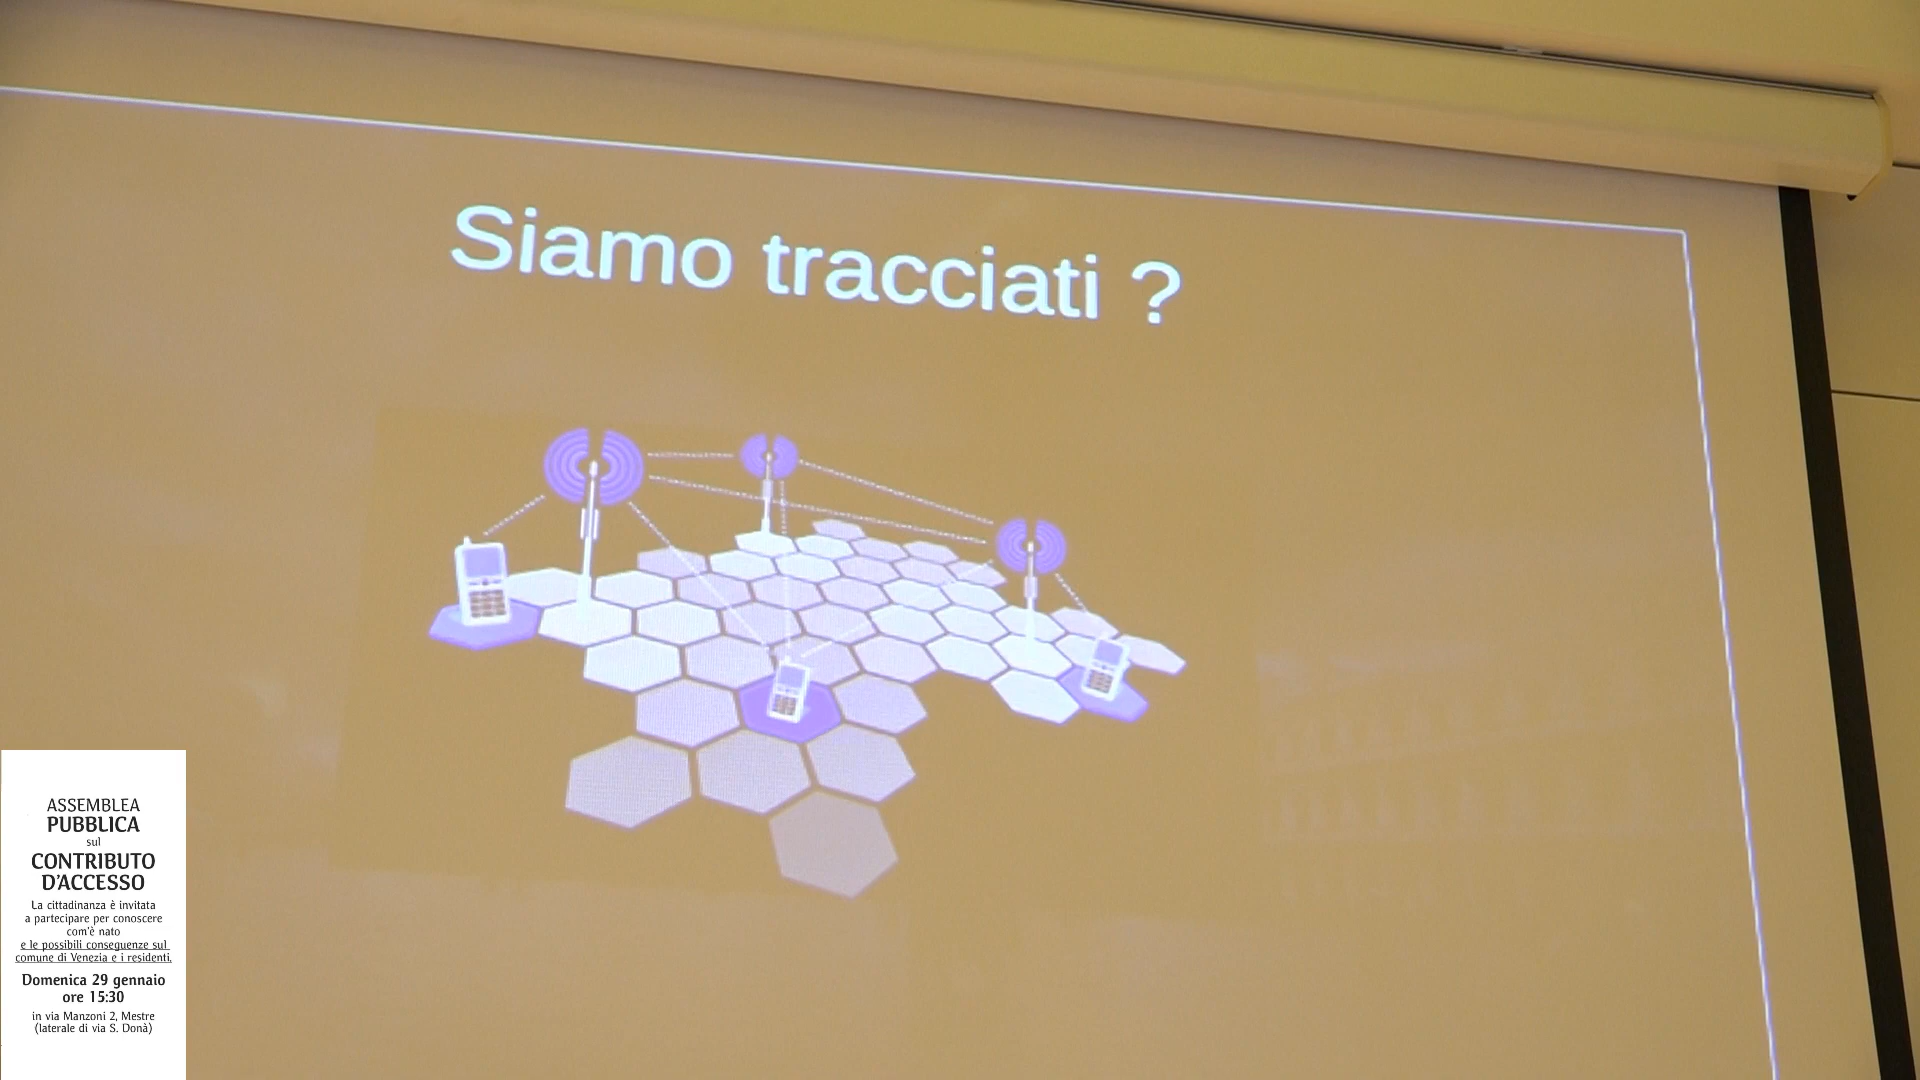 Siamo tracciati ?
ASSEMBLEA
PUBBLICA
sul
CONTRIBUTO
D'ACCESSO
La cittadinanza è invitata
a partecipare per conoscere
com'è nato
e le possibili conseguenze sul
comune di Venezia e i residenti.
Domenica 29 gennaio
ore 15:30
in via Manzoni 2, Mestre
(laterale di via S. Donà)